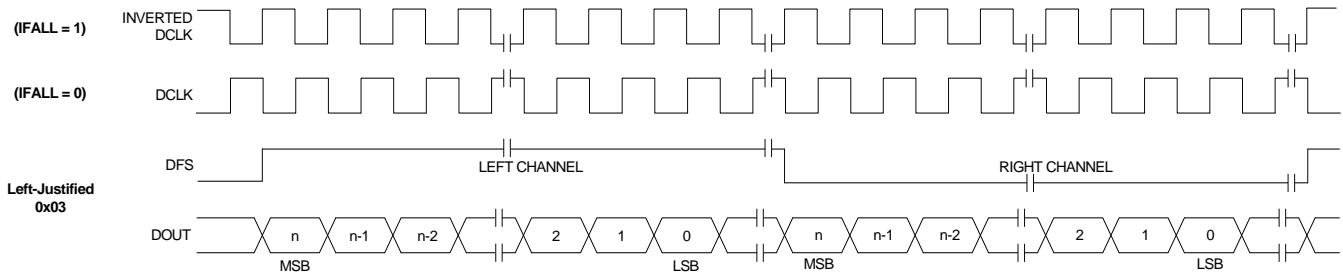 (IFALL = 1)
INVERTED
DCLK
(IFALL = 0)
DCLK
DFS
LEFT CHANNEL
RIGHT CHANNEL
Left-Justified
0x03
DOUT
n n-1 n-2 2 1 0 n n-1 n-2 2 1 0
MSB LSB MSB LSB